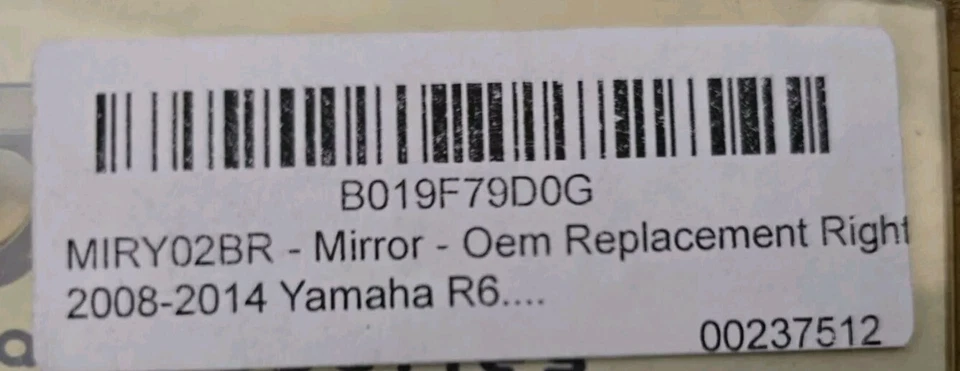 B019F79D0G
MIRY02BR - Mirror - Oem Replacement Right
2008-2014 Yamaha R6....
00237512